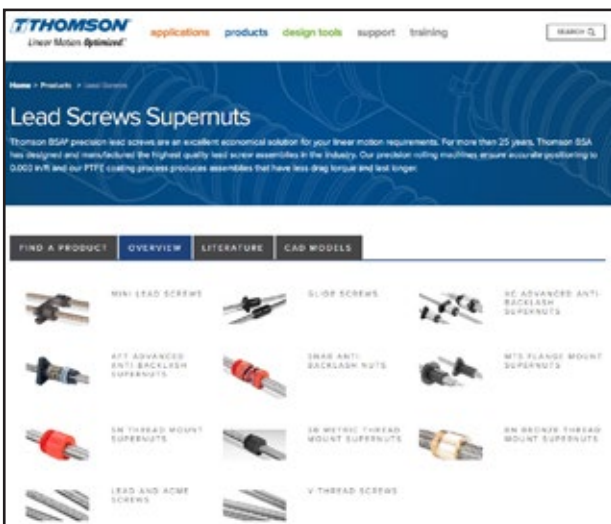 THOMSON
Linear Motion. Optimized.
applications products design tools support training
SEARCH
Home > Products > Lead Screws
Lead Screws Supernuts
Thomson BSA® precision lead screws are an excellent economical solution for your linear motion requirements. For more than 25 years, Thomson BSA
has designed and manufactured the highest quality lead screw assemblies in the industry. Our precision rolling machines ensure accurate positioning to
0.003 in/ft and our PTFE coating process produces assemblies that have less drag torque and last longer.
FIND A PRODUCT OVERVIEW LITERATURE CAD MODELS
MINI LEAD SCREWS
GLIDE SCREWS
XC ADVANCED ANTI-
BACKLASH
SUPERNUTS
AFT ADVANCED
ANTI BACKLASH
SUPERNUTS
SNAB ANTI-
BACKLASH NUTS
MTS FLANGE MOUNT
SUPERNUTS
SN THREAD MOUNT
SUPERNUTS
SB METRIC THREAD
MOUNT SUPERNUTS
BN BRONZE THREAD
MOUNT SUPERNUTS
LEAD AND ACME
SCREWS
V THREAD SCREWS